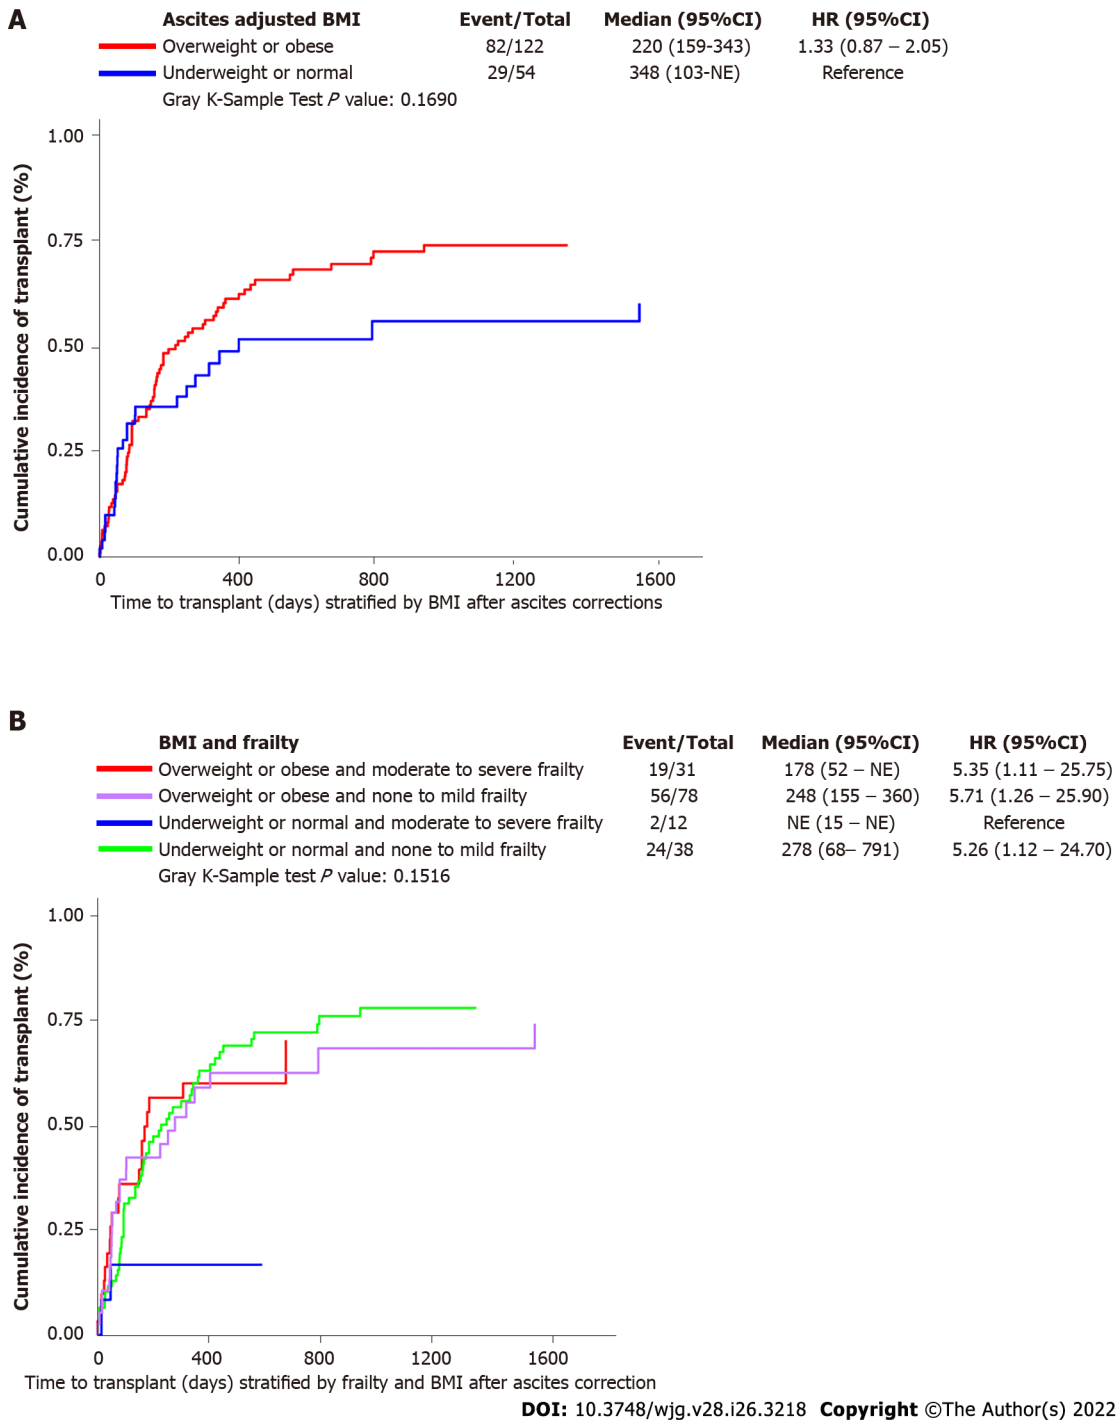 A
Ascites adjusted BMI Event/Total Median (95%CI) HR (95%CI)
Overweight or obese 82/122 220 (159-343) 1.33 (0.87 – 2.05)
Underweight or normal 29/54 348 (103-NE) Reference
Gray K-Sample Test P value: 0.1690
1.00
0.75
0.50
0.25
0.00
Cumulative incidence of transplant (%)
0 400 800 1200 1600
Time to transplant (days) stratified by BMI after ascites corrections
B
BMI and frailty Event/Total Median (95%CI) HR (95%CI)
Overweight or obese and moderate to severe frailty 19/31 178 (52 – NE) 5.35 (1.11 – 25.75)
Overweight or obese and none to mild frailty 56/78 248 (155 – 360) 5.71 (1.26 – 25.90)
Underweight or normal and moderate to severe frailty 2/12 NE (15 – NE) Reference
Underweight or normal and none to mild frailty 24/38 278 (68– 791) 5.26 (1.12 – 24.70)
Gray K-Sample test P value: 0.1516
1.00
0.75
0.50
0.25
0.00
Cumulative incidence of transplant (%)
0 400 800 1200 1600
Time to transplant (days) stratified by frailty and BMI after ascites correction
DOI: 10.3748/wjg.v28.i26.3218 Copyright ©The Author(s) 2022